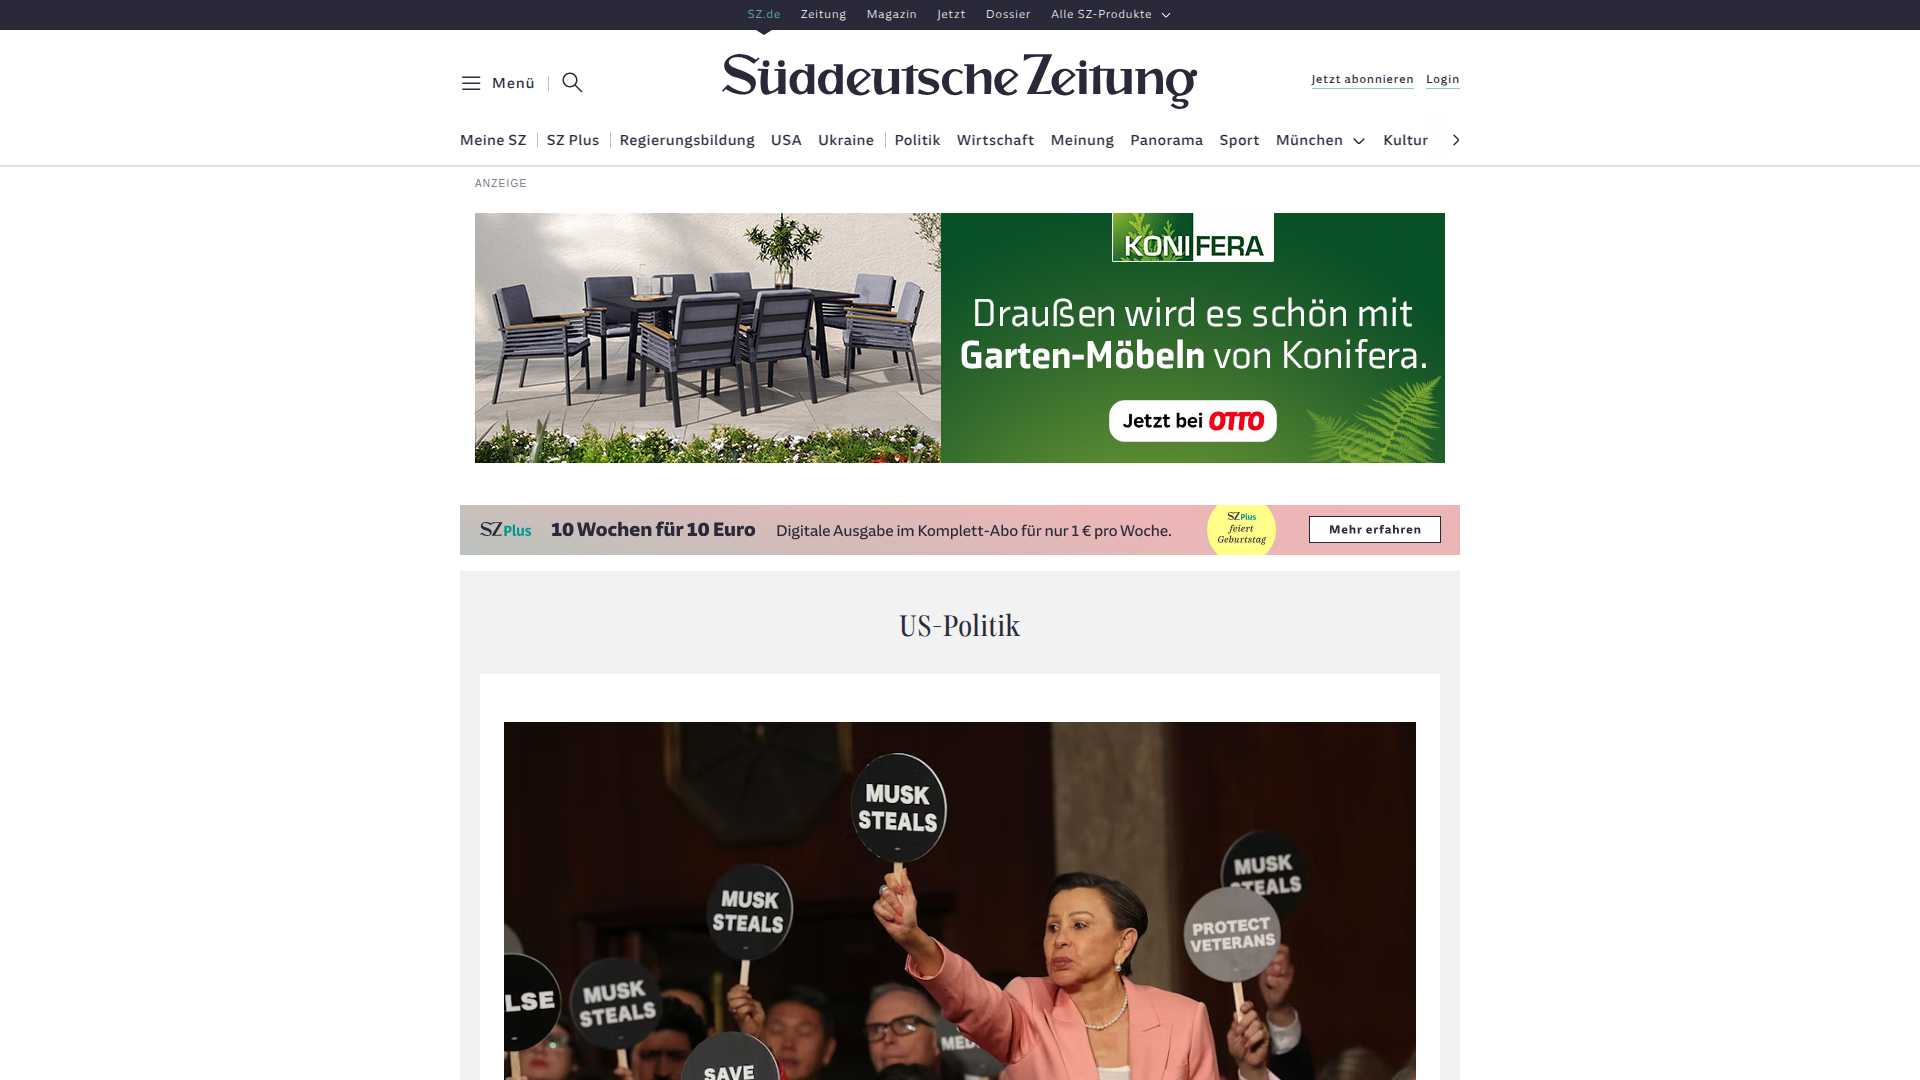 SZ.de Zeitung Magazin Jetzt Dossier Alle SZ-Produkte
Menü
Süddeutsche Zeitung
Jetzt abonnieren Login
Meine SZ SZ Plus Regierungsbildung USA Ukraine Politik Wirtschaft Meinung Panorama Sport München Kultur
ANZEIGE
KONIFERA
Draußen wird es schön mit
Garten-Möbeln von Konifera.
Jetzt bei OTTO
SZ Plus 10 Wochen für 10 Euro Digitale Ausgabe im Komplett-Abo für nur 1 € pro Woche.
SZ Plus
feiert
Geburtstag
Mehr erfahren
US-Politik
MUSK
STEALS
MUSK
STEALS
MUSK
STEALS
PROTECT
VETERANS
LSE
MUSK
STEALS
SAVE